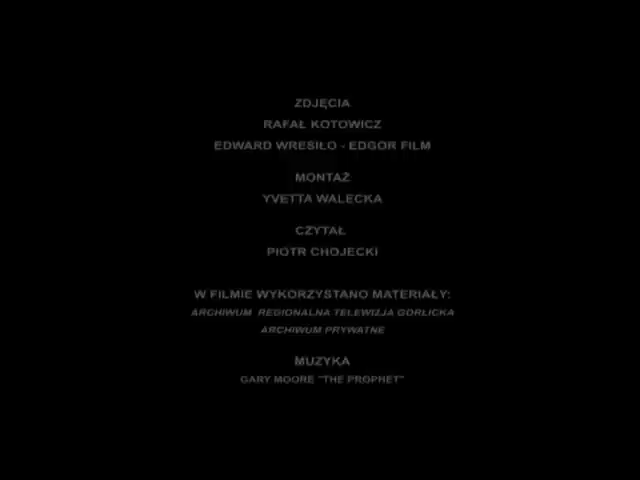 ZDJĘCIA
RAFAŁ KOTOWICZ
EDWARD WRESIŁO - EDGOR FILM
MONTAŻ
YVETTA WALECKA
CZYTAŁ
PIOTR CHOJECKI
W FILMIE WYKORZYSTANO MATERIAŁY:
ARCHIWUM REGIONALNA TELEWIZJA GORLICKA
ARCHIWUM PRYWATNE
MUZYKA
GARY MOORE "THE PROPHET"